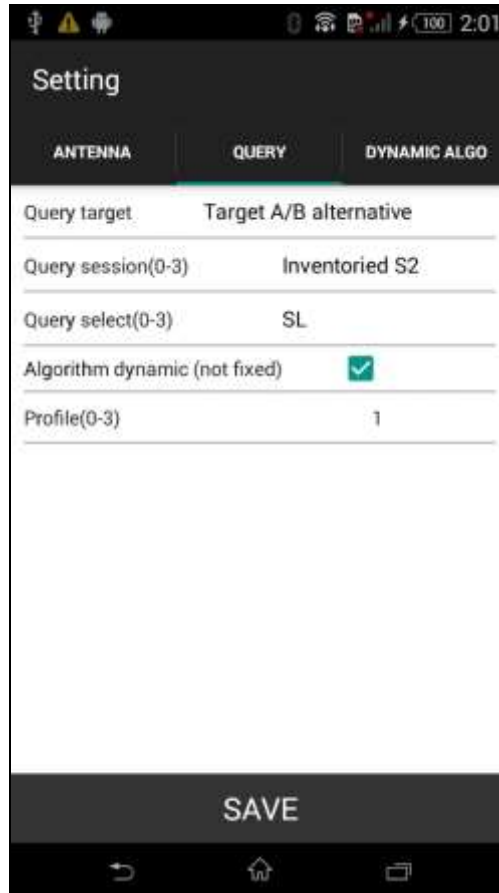 100 2:01
Setting
ANTENNA QUERY DYNAMIC ALGO
Query target Target A/B alternative
Query session(0-3) Inventoried S2
Query select(0-3) SL
Algorithm dynamic (not fixed)
Profile(0-3) 1
SAVE